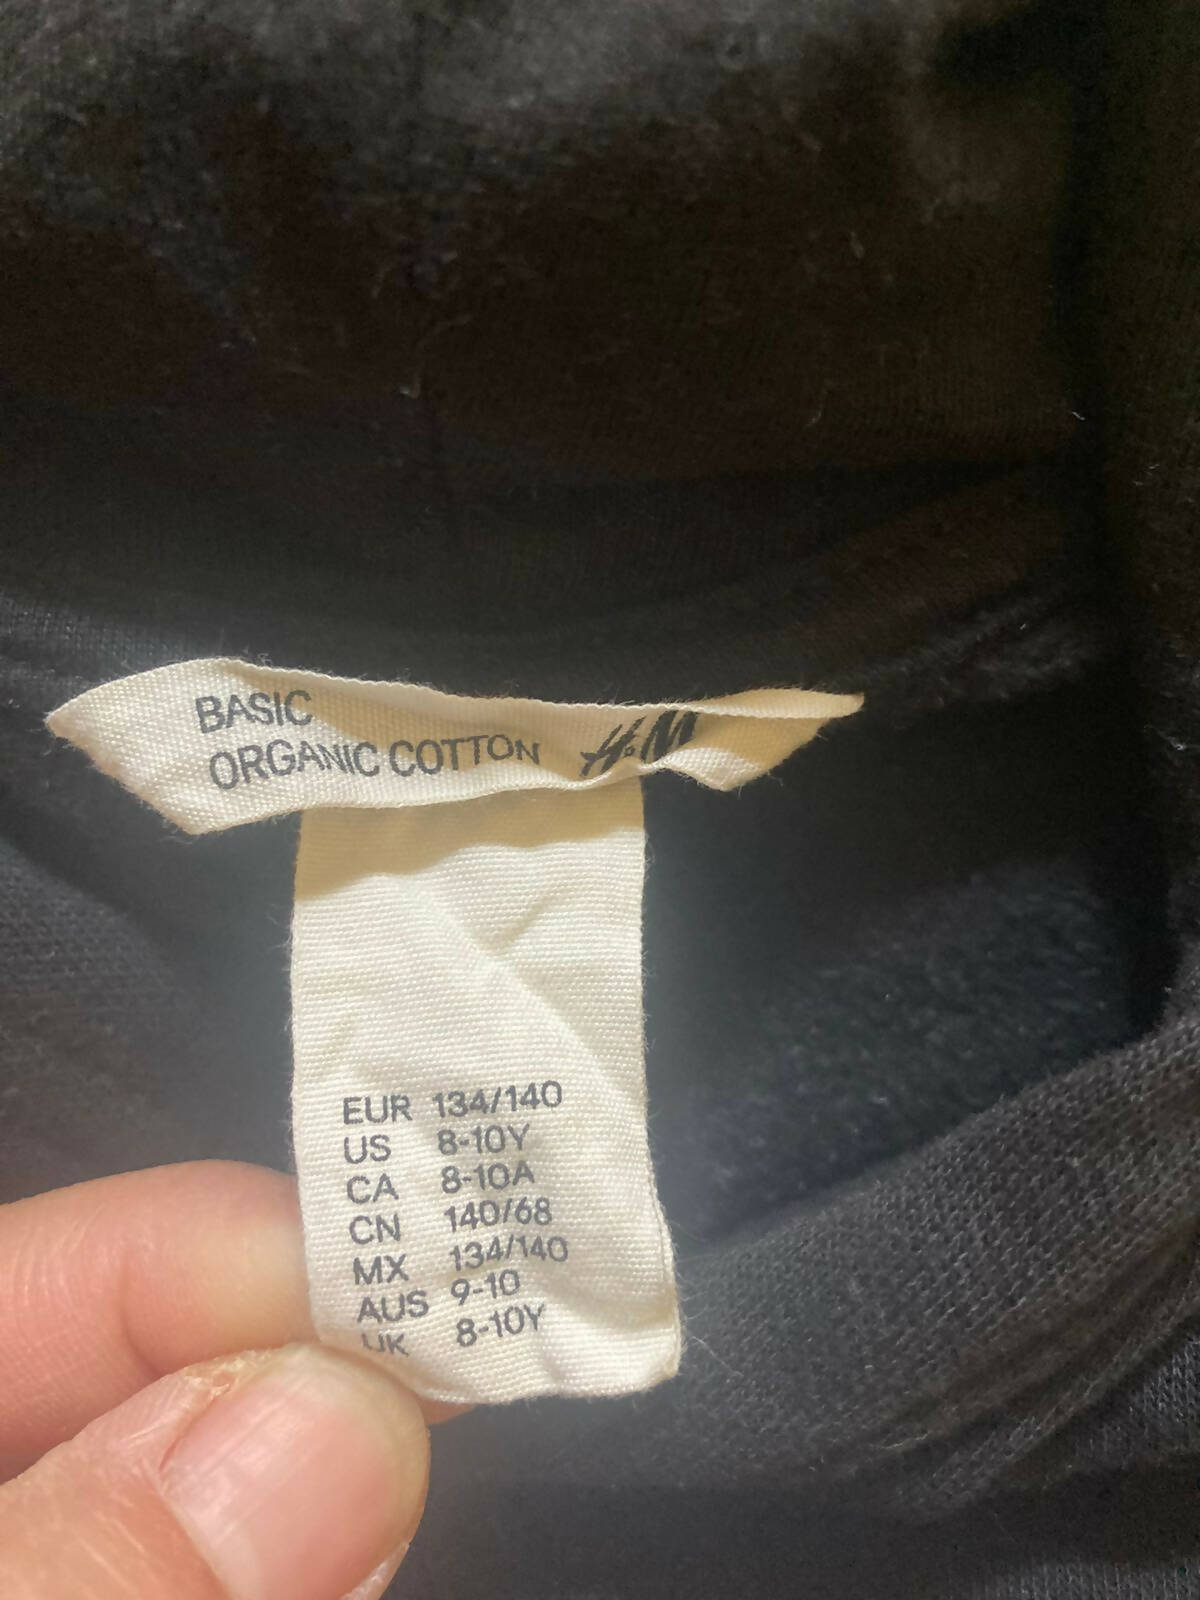 BASIC
ORGANIC COTTON H&M
EUR 134/140
US 8-10Y
CA 8-10A
CN 140/68
MX 134/140
AUS 9-10
UK 8-10Y